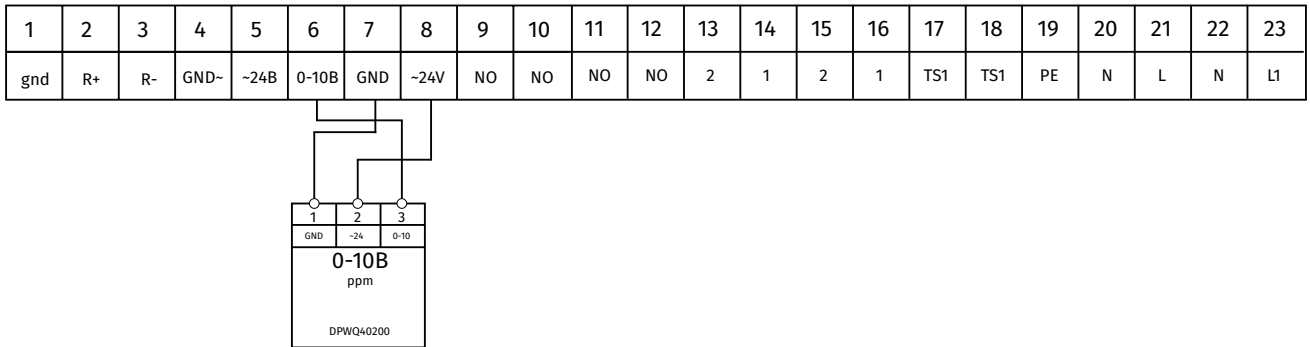 1 2 3 4 5 6 7 8 9 10 11 12 13 14 15 16 17 18 19 20 21 22 23
gnd R+ R- GND~ ~24В 0-10В GND ~24V NO NO NO NO 2 1 2 1 TS1 TS1 PE N L N L1
1 2 3
GND ~24 0-10
0-10В
ppm
DPWQ40200